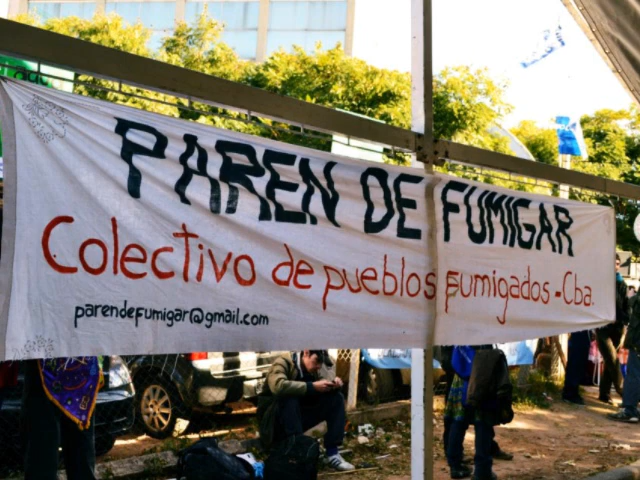 PAREN DE FUMIGAR
Colectivo de pueblos fumigados-Cba.
parendefumigar@gmail.com